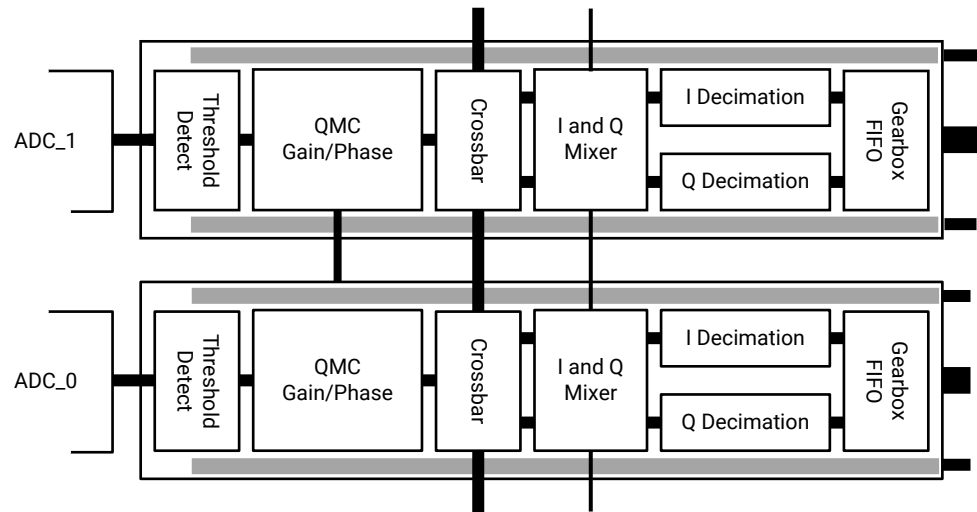 ADC_1
Threshold
Detect
QMC
Gain/Phase
Crossbar
I and Q
Mixer
I Decimation
Q Decimation
Gearbox
FIFO
ADC_0
Threshold
Detect
QMC
Gain/Phase
Crossbar
I and Q
Mixer
I Decimation
Q Decimation
Gearbox
FIFO